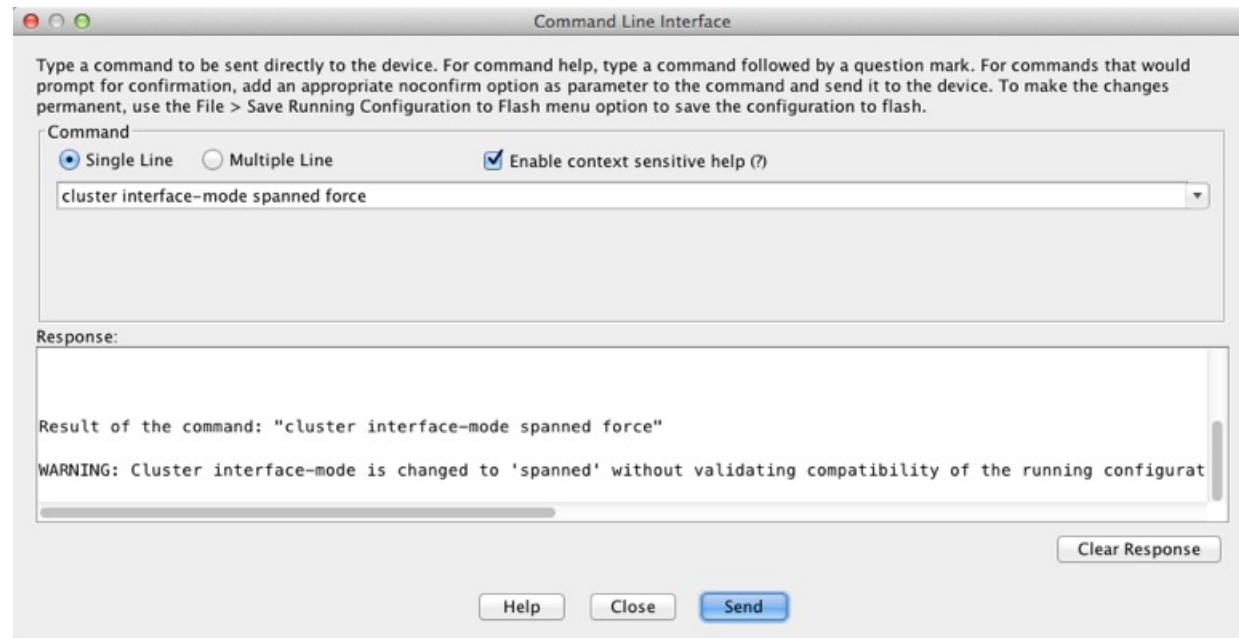 Command Line Interface
Type a command to be sent directly to the device. For command help, type a command followed by a question mark. For commands that would
prompt for confirmation, add an appropriate noconfirm option as parameter to the command and send it to the device. To make the changes
permanent, use the File > Save Running Configuration to Flash menu option to save the configuration to flash.
Command
Single Line Multiple Line Enable context sensitive help (?)
cluster interface-mode spanned force
Response:
Result of the command: "cluster interface-mode spanned force"
WARNING: Cluster interface-mode is changed to 'spanned' without validating compatibility of the running configurat
Clear Response
Help Close Send